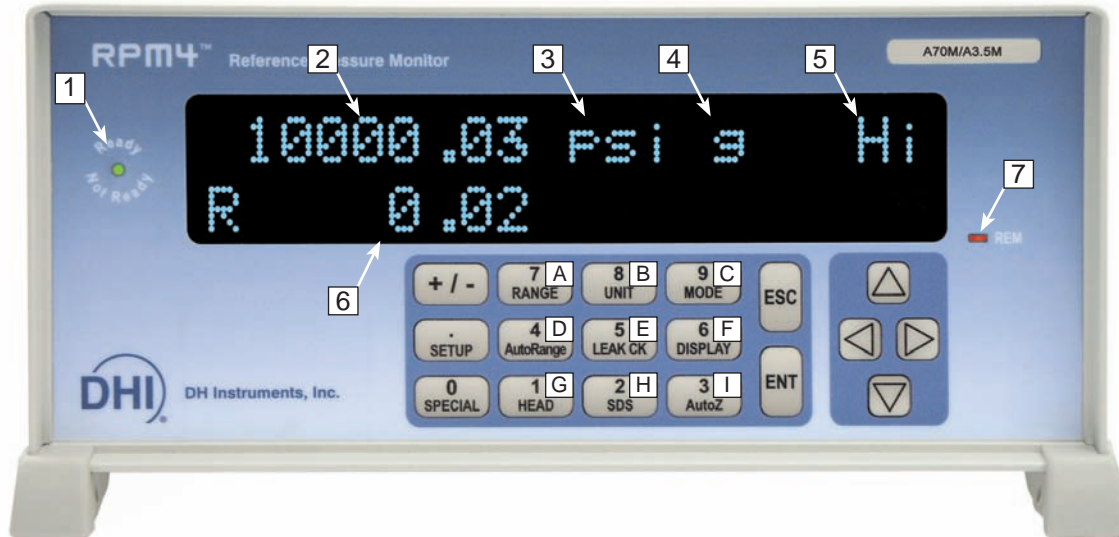 RPM4™ Reference Pressure Monitor
A70M/A3.5M
1
2
3
4
5
Ready
Not Ready
10000.03 psi g Hi
R 0.02
6
7
REM
+ / -
7 A
RANGE
8 B
UNIT
9 C
MODE
ESC
.
SETUP
4 D
AutoRange
5 E
LEAK CK
6 F
DISPLAY
0
SPECIAL
1 G
HEAD
2 H
SDS
3 I
AutoZ
ENT
DHI DH Instruments, Inc.